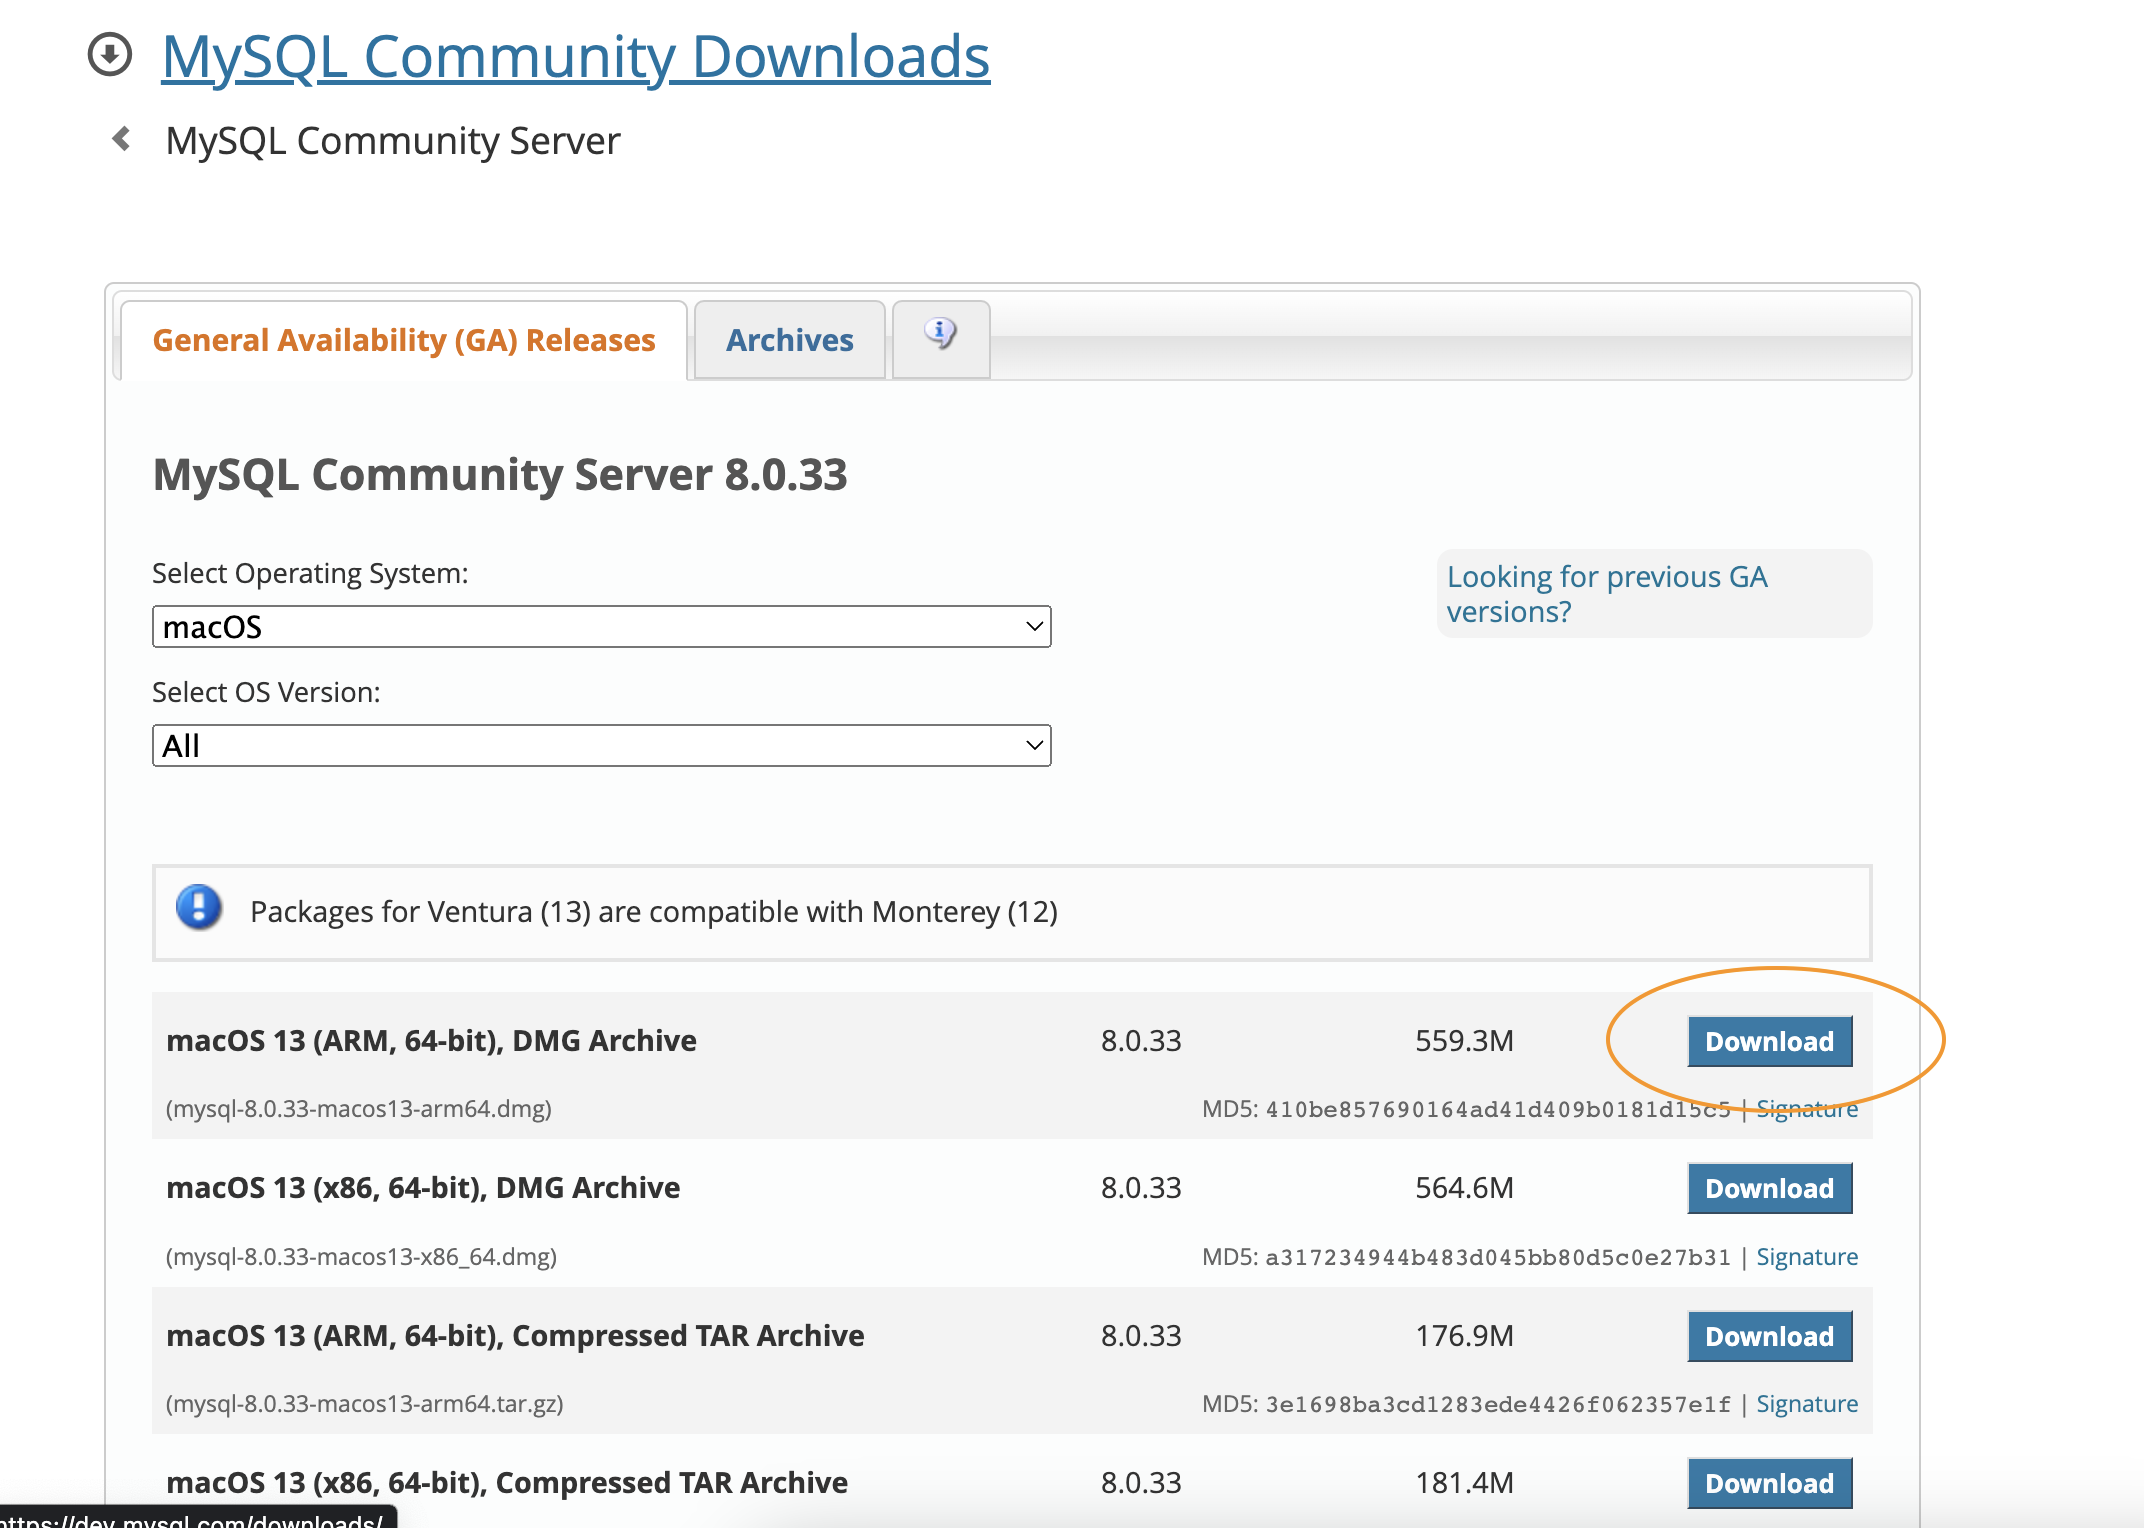 MySQL Community Downloads
MySQL Community Server
General Availability (GA) Releases
Archives
MySQL Community Server 8.0.33
Select Operating System:
macOS
Looking for previous GA
versions?
Select OS Version:
All
Packages for Ventura (13) are compatible with Monterey (12)
macOS 13 (ARM, 64-bit), DMG Archive 8.0.33 559.3M Download
(mysql-8.0.33-macos13-arm64.dmg) MD5: 410be857690164ad41d409b0181d15c5 | Signature
macOS 13 (x86, 64-bit), DMG Archive 8.0.33 564.6M Download
(mysql-8.0.33-macos13-x86_64.dmg) MD5: a317234944b483d045bb80d5c0e27b31 | Signature
macOS 13 (ARM, 64-bit), Compressed TAR Archive 8.0.33 176.9M Download
(mysql-8.0.33-macos13-arm64.tar.gz) MD5: 3e1698ba3cd1283ede4426f062357e1f | Signature
macOS 13 (x86, 64-bit), Compressed TAR Archive 8.0.33 181.4M Download
https://dev.mysql.com/downloads/